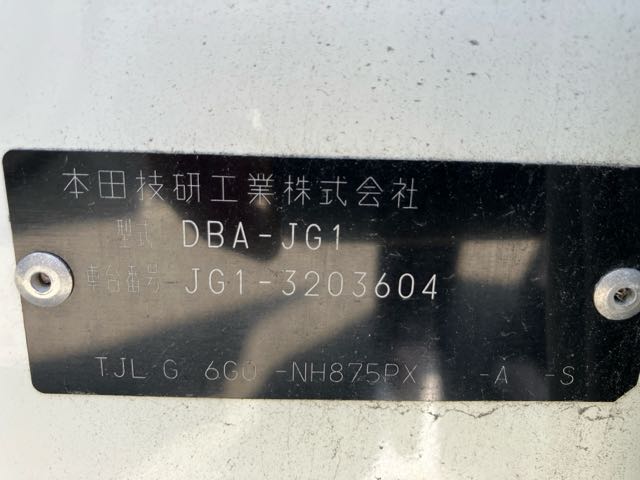 本田技研工業株式会社
型式 DBA-JG1
車台番号 JG1-3203604
TJL G 6G0 -NH875PX -A -S